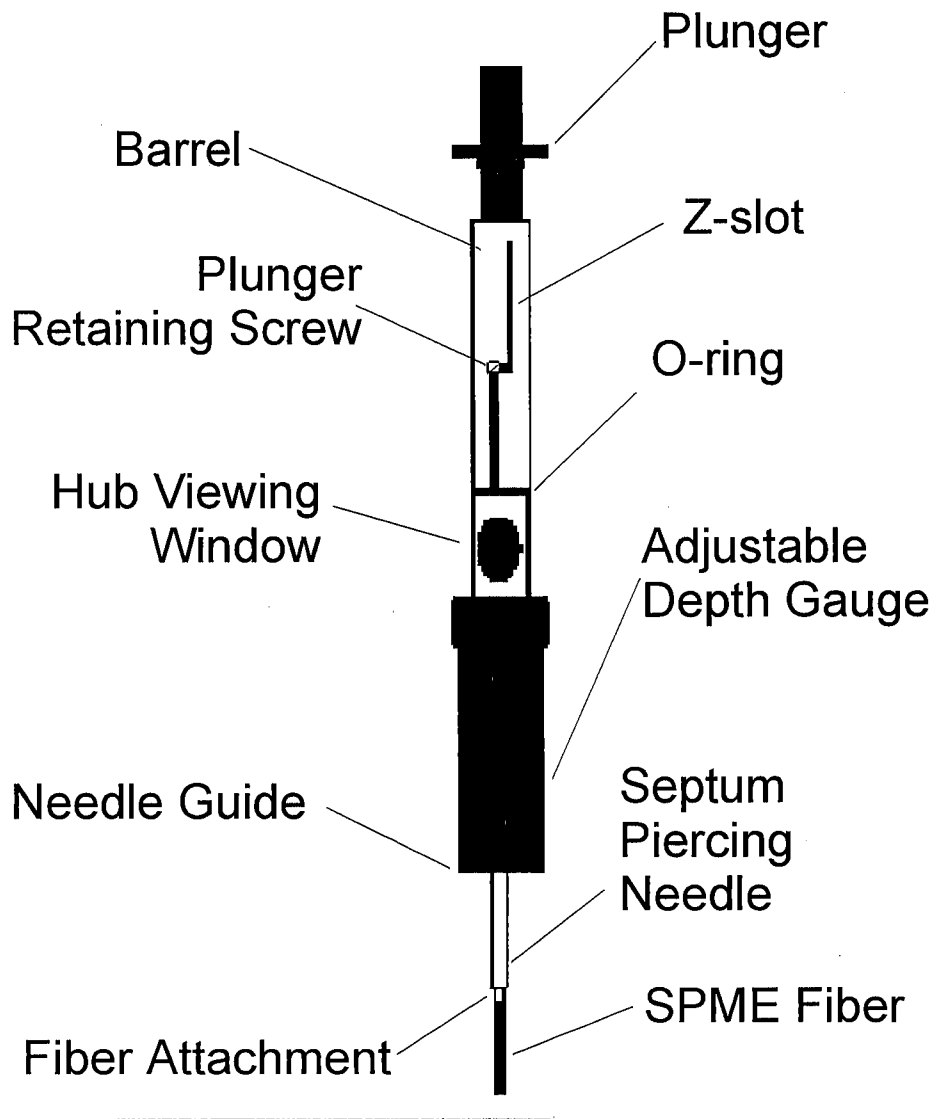 Plunger
Barrel
Z-slot
Plunger
Retaining Screw
O-ring
Hub Viewing
Window
Adjustable
Depth Gauge
Needle Guide
Septum
Piercing
Needle
SPME Fiber
Fiber Attachment